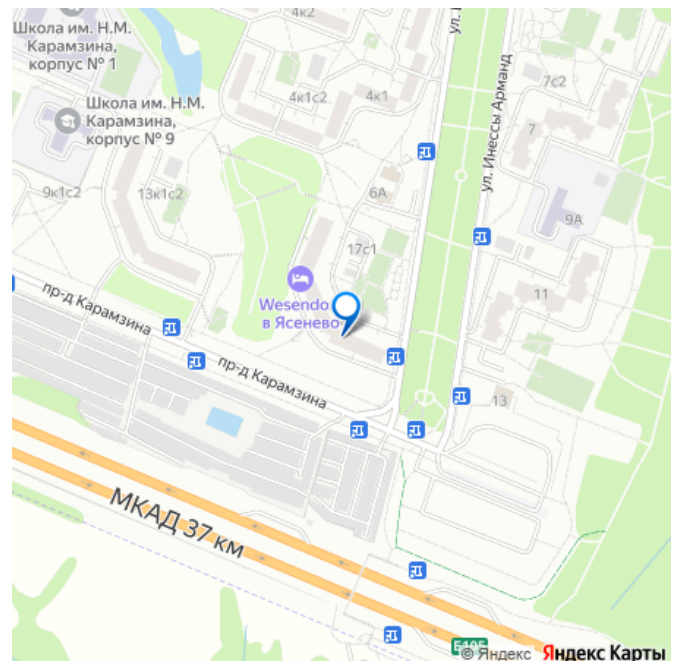 4к2
Школа им. Н.М.
Карамзина,
корпус № 1
4к1с2
4к1
7с2
Школа им. Н.М.
Карамзина,
корпус № 9
ул. Инессы Арманд
7
9к1с2
13к1с2
6А
9А
17с1
Wesendo
в Ясенево
11
пр-д Карамзина
пр-д Карамзина
13
МКАД 37 км
© Яндекс Яндекс Карты